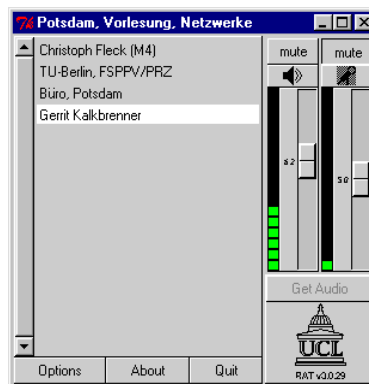 Potsdam, Vorlesung, Netzwerke
Christoph Fleck (M4)
TU-Berlin, FSPPV/PRZ
Büro, Potsdam
Gerrit Kalkbrenner
mute
mute
62
50
Get Audio
UCL
Options
About
Quit
RAT v3.0.29